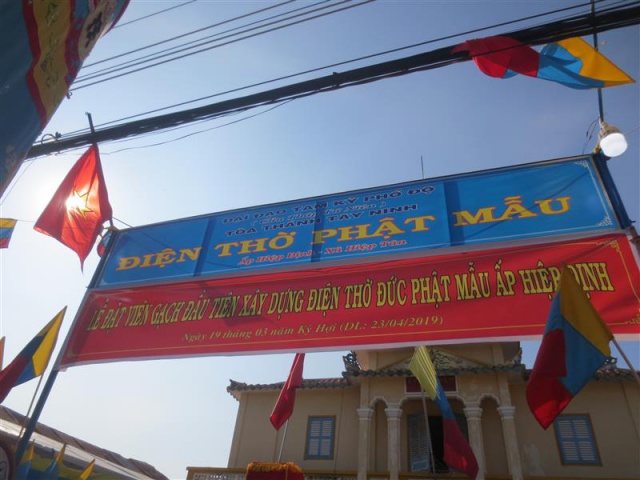 ĐẠI ĐẠO TAM KỲ PHỔ ĐỘ
TÒA THÁNH TÂY NINH
ĐIỆN THỜ PHẬT MẪU
Ấp Hiệp Định - Xã Hiệp Tân
LỄ ĐẶT VIÊN GẠCH ĐẦU TIÊN XÂY DỰNG ĐIỆN THỜ ĐỨC PHẬT MẪU ẤP HIỆP ĐỊNH
Ngày 19 tháng 03 năm Kỷ Hợi (DL: 23/04/2019)